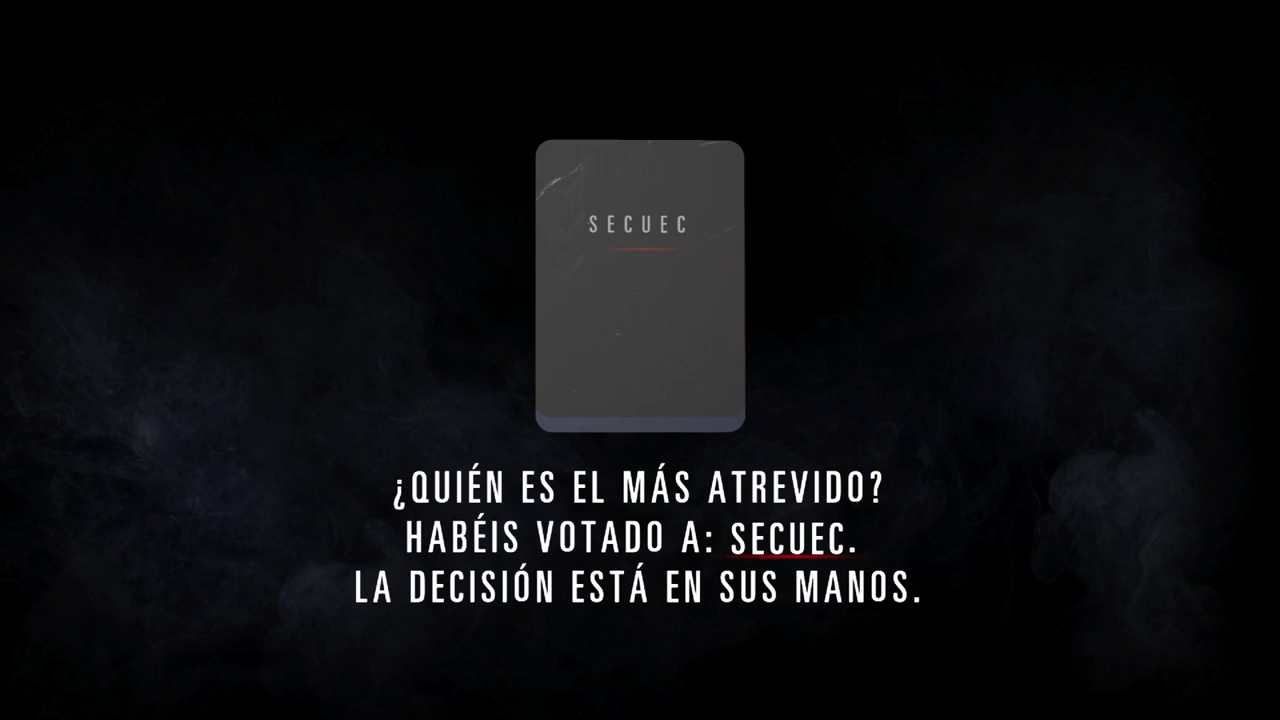 SECUEC
¿QUIÉN ES EL MÁS ATREVIDO?
HABÉIS VOTADO A: SECUEC.
LA DECISIÓN ESTÁ EN SUS MANOS.